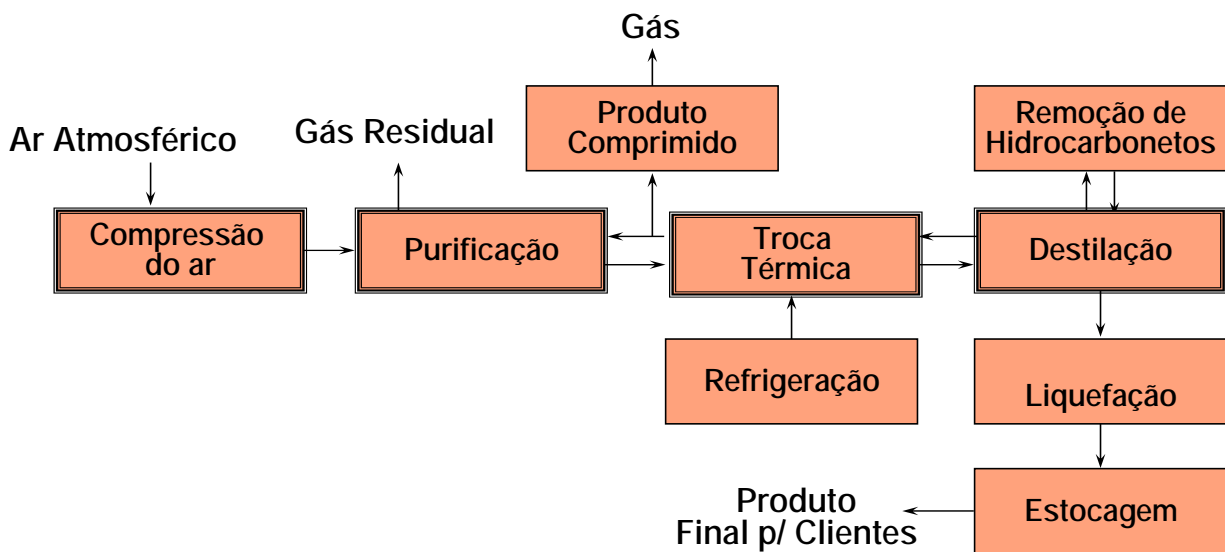 Gás
Produto
Comprimido
Remoção de
Hidrocarbonetos
Ar Atmosférico
Gás Residual
Compressão
do ar
Purificação
Troca
Térmica
Destilação
Refrigeração
Liquefação
Estocagem
Produto
Final p/ Clientes